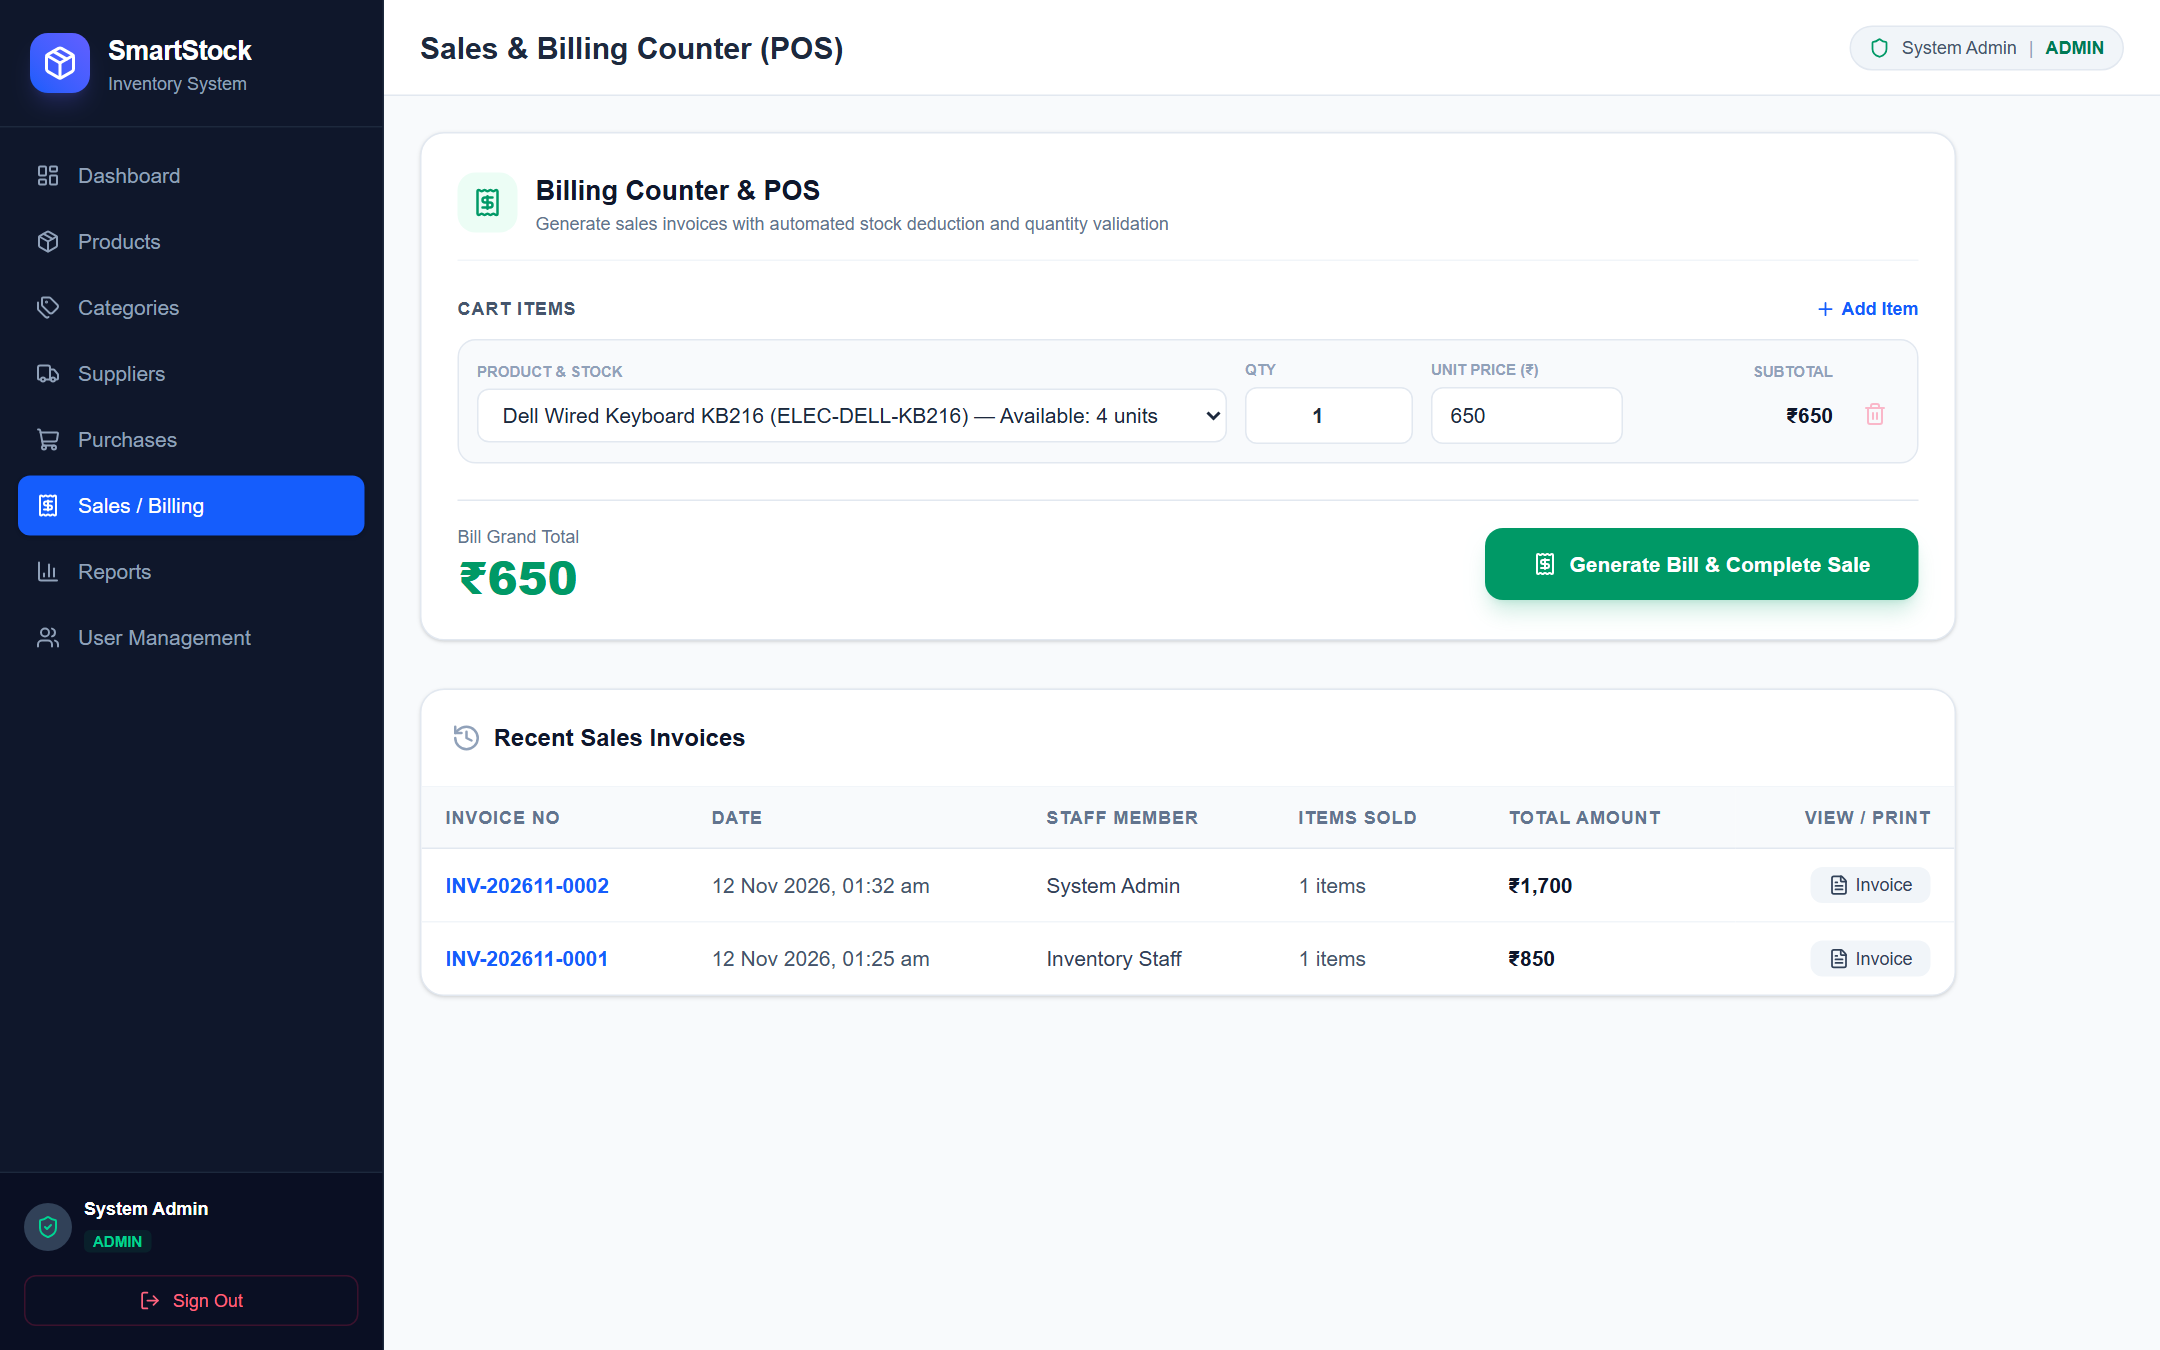 SmartStock
Inventory System
Dashboard
Products
Categories
Suppliers
Purchases
Sales / Billing
Reports
User Management
System Admin
ADMIN
Sign Out
Sales & Billing Counter (POS)
System Admin | ADMIN
Billing Counter & POS
Generate sales invoices with automated stock deduction and quantity validation
CART ITEMS
Add Item
PRODUCT & STOCK QTY UNIT PRICE (₹) SUBTOTAL
Dell Wired Keyboard KB216 (ELEC-DELL-KB216) — Available: 4 units 1 650 ₹650
Bill Grand Total
₹650
Generate Bill & Complete Sale
Recent Sales Invoices
INVOICE NO DATE STAFF MEMBER ITEMS SOLD TOTAL AMOUNT VIEW / PRINT
INV-202611-0002 12 Nov 2026, 01:32 am System Admin 1 items ₹1,700 Invoice
INV-202611-0001 12 Nov 2026, 01:25 am Inventory Staff 1 items ₹850 Invoice